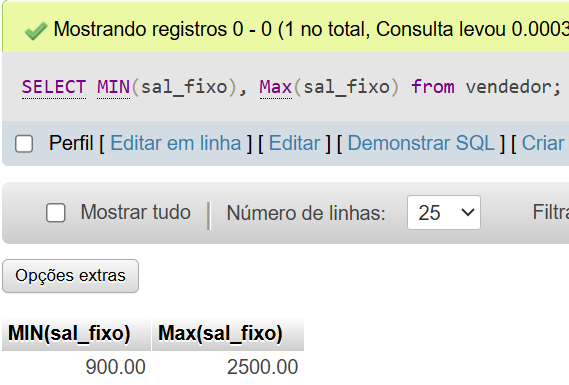 Mostrando registros 0 - 0 (1 no total, Consulta levou 0.0003
SELECT MIN(sal_fixo), Max(sal_fixo) from vendedor;
Perfil [ Editar em linha ] [ Editar ] [ Demonstrar SQL ] [ Criar
Mostrar tudo | Número de linhas: 25 Filtra
Opções extras
MIN(sal_fixo) Max(sal_fixo)
900.00 2500.00